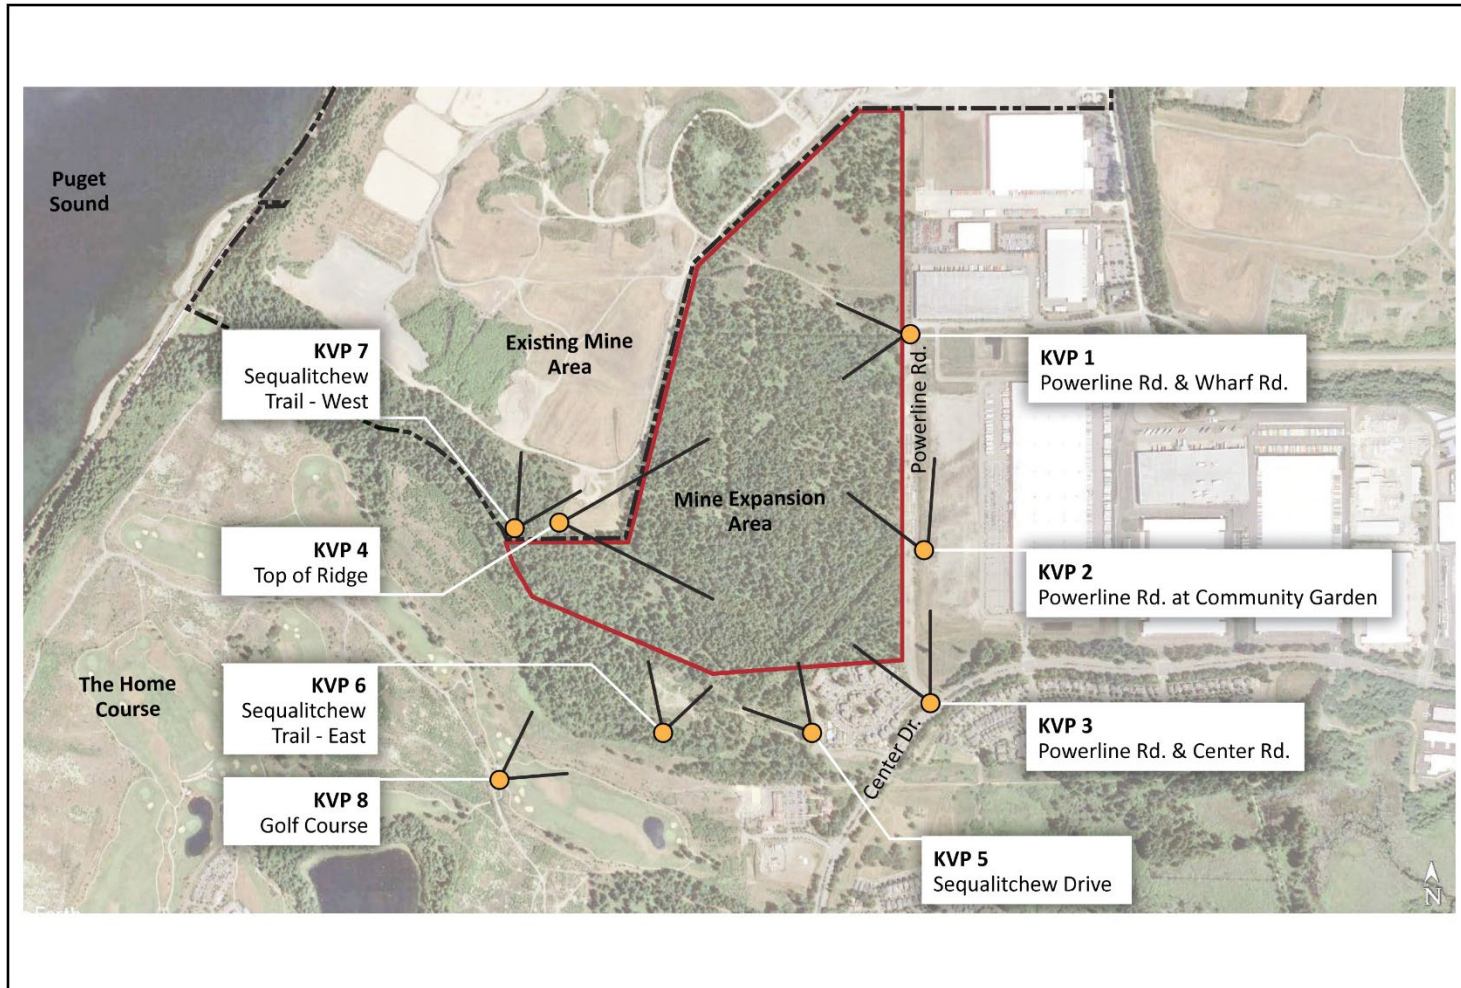 Puget
Sound
KVP 7
Sequalitchew
Trail - West
Existing Mine
Area
KVP 1
Powerline Rd. & Wharf Rd.
Powerline Rd.
Mine Expansion
Area
KVP 4
Top of Ridge
KVP 2
Powerline Rd. at Community Garden
The Home
Course
KVP 6
Sequalitchew
Trail - East
KVP 3
Powerline Rd. & Center Rd.
Center Dr.
KVP 8
Golf Course
KVP 5
Sequalitchew Drive
N